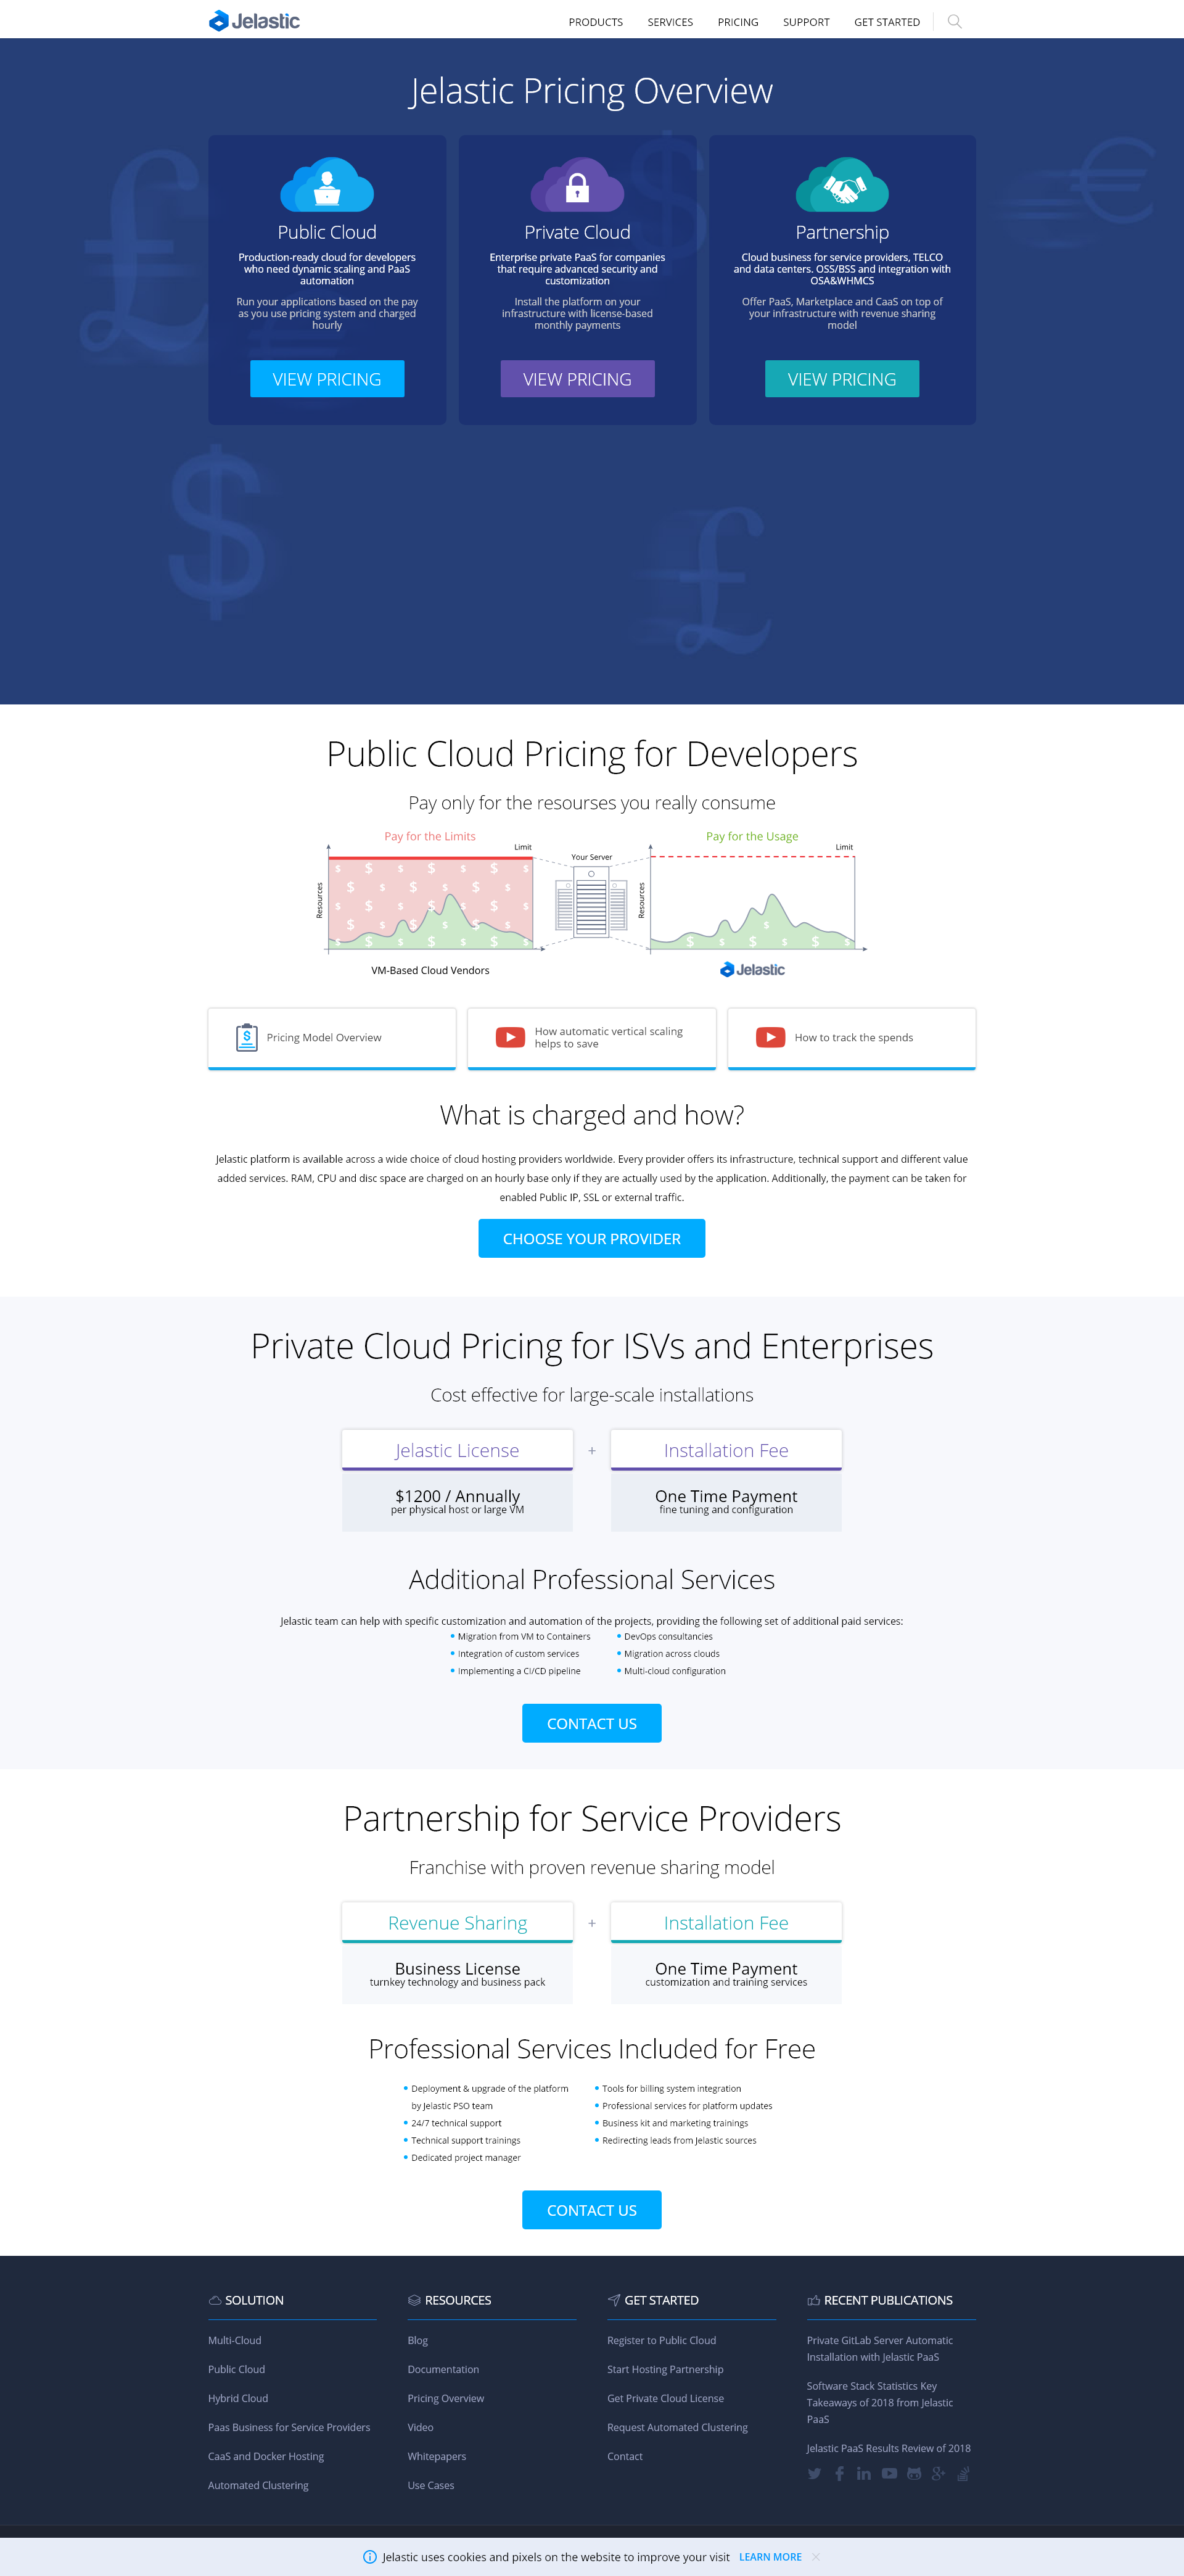 Jelastic
PRODUCTS
SERVICES
PRICING
SUPPORT
GET STARTED
Jelastic Pricing Overview
Public Cloud
Production-ready cloud for developers
who need dynamic scaling and PaaS
automation
Run your applications based on the pay
as you use pricing system and charged
hourly
VIEW PRICING
Private Cloud
Enterprise private PaaS for companies
that require advanced security and
customization
Install the platform on your
infrastructure with license-based
monthly payments
VIEW PRICING
Partnership
Cloud business for service providers, TELCO
and data centers. OSS/BSS and integration with
OSA&WHMCS
Offer PaaS, Marketplace and CaaS on top of
your infrastructure with revenue sharing
model
VIEW PRICING
Public Cloud Pricing for Developers
Pay only for the resourses you really consume
Pay for the Limits
Limit
Resources
VM-Based Cloud Vendors
Your Server
Pay for the Usage
Limit
Resources
Jelastic
Pricing Model Overview
How automatic vertical scaling
helps to save
How to track the spends
What is charged and how?
Jelastic platform is available across a wide choice of cloud hosting providers worldwide. Every provider offers its infrastructure, technical support and different value
added services. RAM, CPU and disc space are charged on an hourly base only if they are actually used by the application. Additionally, the payment can be taken for
enabled Public IP, SSL or external traffic.
CHOOSE YOUR PROVIDER
Private Cloud Pricing for ISVs and Enterprises
Cost effective for large-scale installations
Jelastic License
$1200 / Annually
per physical host or large VM
+
Installation Fee
One Time Payment
fine tuning and configuration
Additional Professional Services
Jelastic team can help with specific customization and automation of the projects, providing the following set of additional paid services:
Migration from VM to Containers
Integration of custom services
Implementing a CI/CD pipeline
DevOps consultancies
Migration across clouds
Multi-cloud configuration
CONTACT US
Partnership for Service Providers
Franchise with proven revenue sharing model
Revenue Sharing
Business License
turnkey technology and business pack
+
Installation Fee
One Time Payment
customization and training services
Professional Services Included for Free
Deployment & upgrade of the platform
by Jelastic PSO team
24/7 technical support
Technical support trainings
Dedicated project manager
Tools for billing system integration
Professional services for platform updates
Business kit and marketing trainings
Redirecting leads from Jelastic sources
CONTACT US
SOLUTION
Multi-Cloud
Public Cloud
Hybrid Cloud
Paas Business for Service Providers
CaaS and Docker Hosting
Automated Clustering
RESOURCES
Blog
Documentation
Pricing Overview
Video
Whitepapers
Use Cases
GET STARTED
Register to Public Cloud
Start Hosting Partnership
Get Private Cloud License
Request Automated Clustering
Contact
RECENT PUBLICATIONS
Private GitLab Server Automatic
Installation with Jelastic PaaS
Software Stack Statistics Key
Takeaways of 2018 from Jelastic
PaaS
Jelastic PaaS Results Review of 2018
Jelastic uses cookies and pixels on the website to improve your visit
LEARN MORE